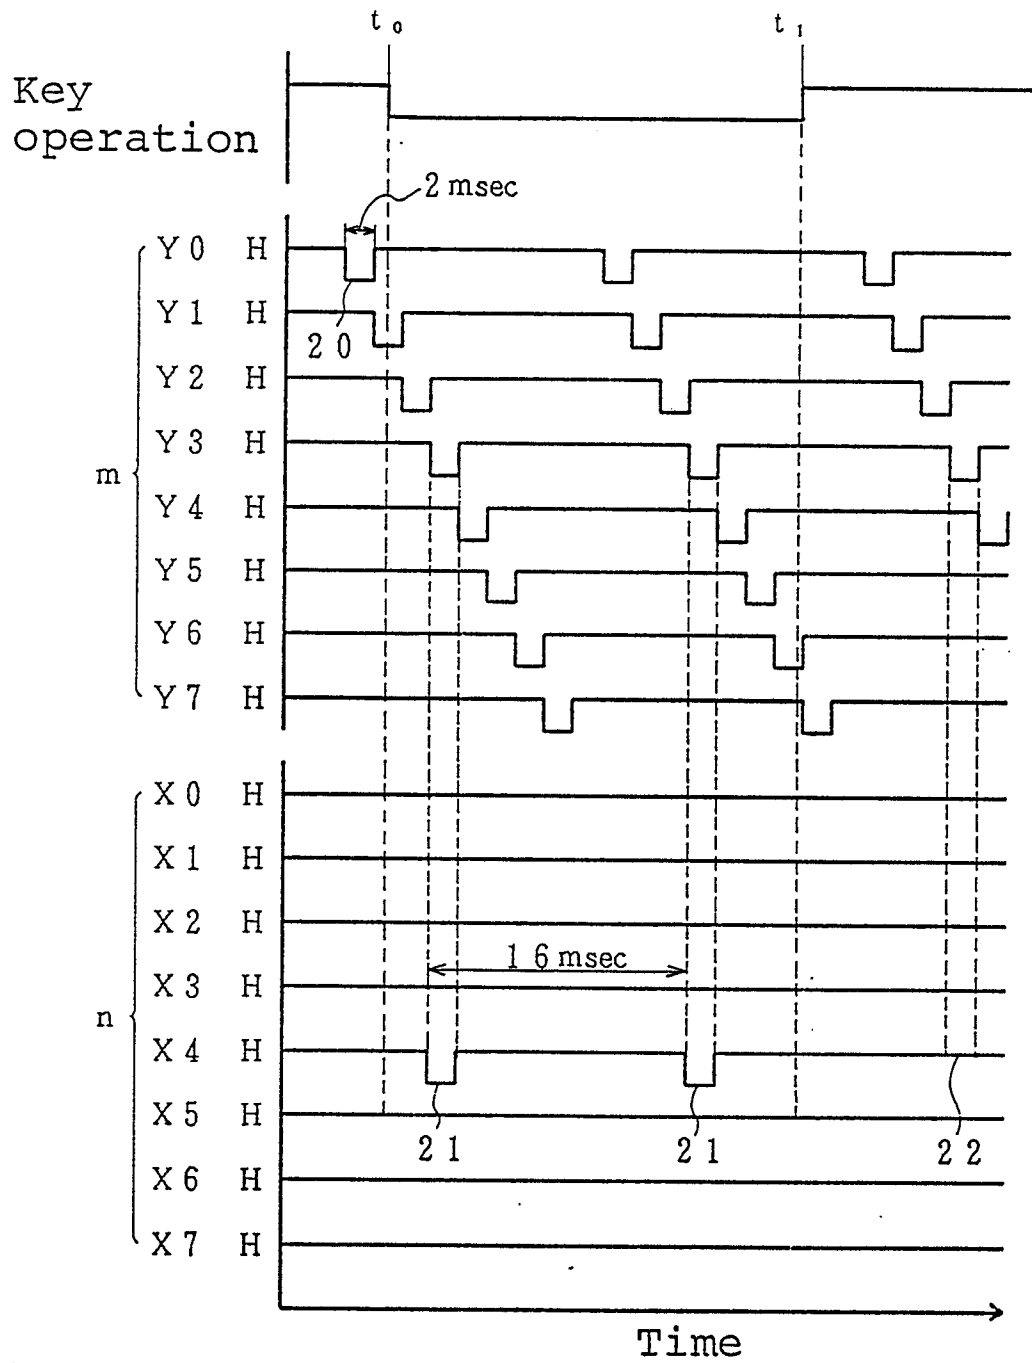 t₀ t₁
Key
operation
2 msec
Y0 H
20
Y1 H
Y2 H
Y3 H
m
Y4 H
Y5 H
Y6 H
Y7 H
X0 H
X1 H
X2 H
16 msec
X3 H
n
X4 H
X5 H
21 21 22
X6 H
X7 H
Time